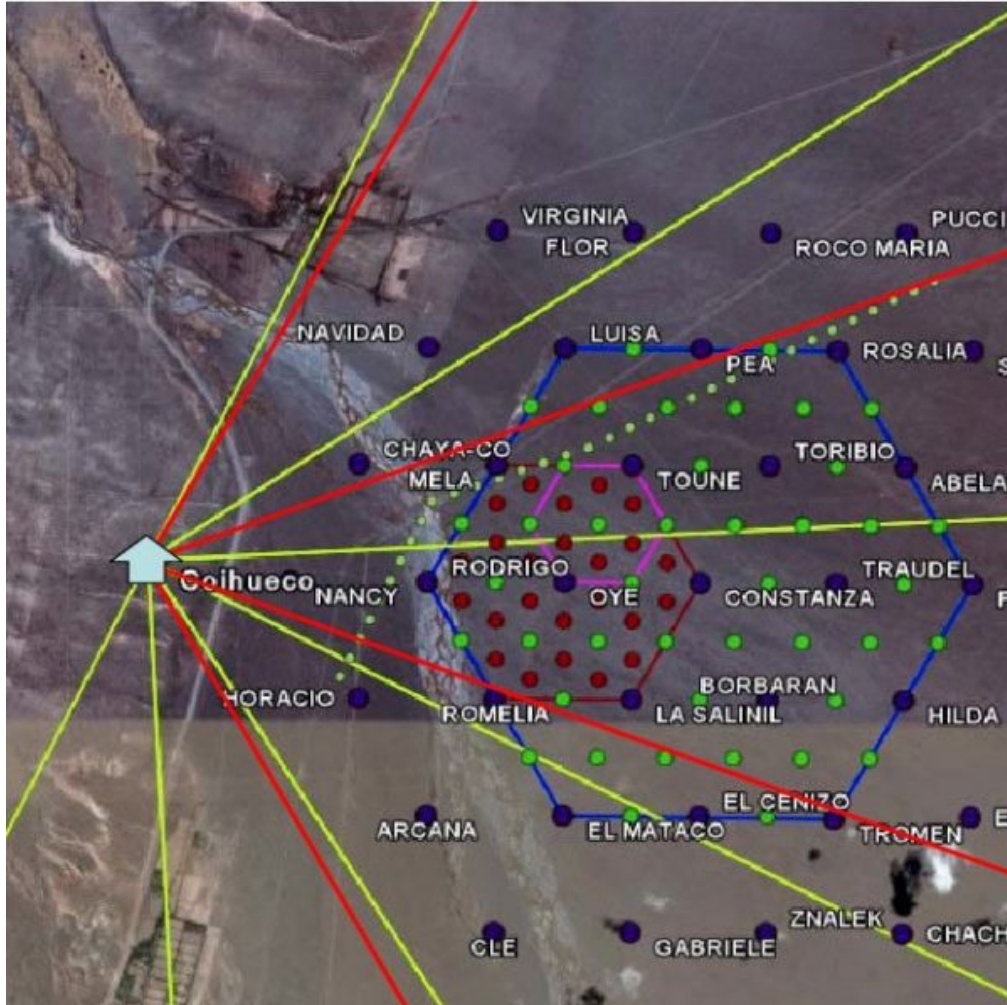 VIRGINIA
PUCCI
FLOR
ROCO MARIA
NAVIDAD
LUISA
PEA
ROSALIA
S
CHAYA-CO
TORIBIO
MELA
TOUNE
ABELA
RODRIGO
TRAUDEL
Coihueco
NANCY
OYE
CONSTANZA
F
BORBARAN
HORACIO
ROMELIA
LA SALINIL
HILDA
EL CENIZO
ARCANA
EL MATACO
TROMEN
E
ZNALEK
CLE
GABRIELE
CHACH